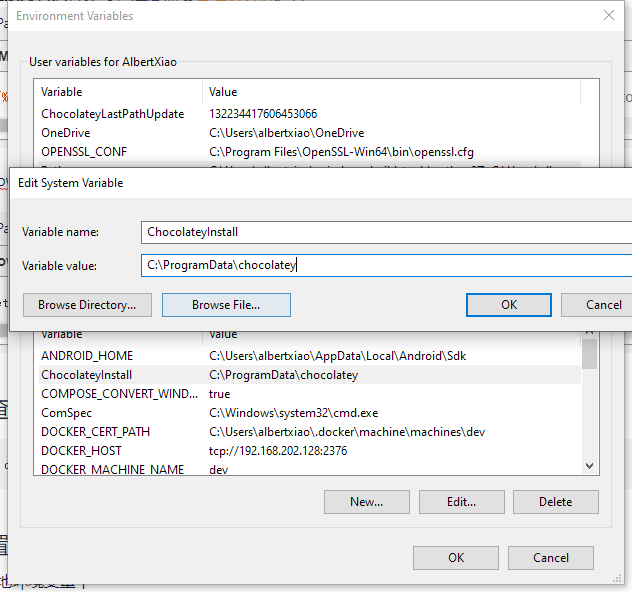 Environment Variables
User variables for AlbertXiao
Variable Value
ChocolateyLastPathUpdate 132234417606453066
OneDrive C:\Users\albertxiao\OneDrive
OPENSSL_CONF C:\Program Files\OpenSSL-Win64\bin\openssl.cfg
Edit System Variable
Variable name: ChocolateyInstall
Variable value: C:\ProgramData\chocolatey
Browse Directory... Browse File... OK Cancel
Variable Value
ANDROID_HOME C:\Users\albertxiao\AppData\Local\Android\Sdk
ChocolateyInstall C:\ProgramData\chocolatey
COMPOSE_CONVERT_WIND... true
ComSpec C:\Windows\system32\cmd.exe
DOCKER_CERT_PATH C:\Users\albertxiao\.docker\machine\machines\dev
DOCKER_HOST tcp://192.168.202.128:2376
DOCKER_MACHINE_NAME dev
New... Edit... Delete
OK Cancel